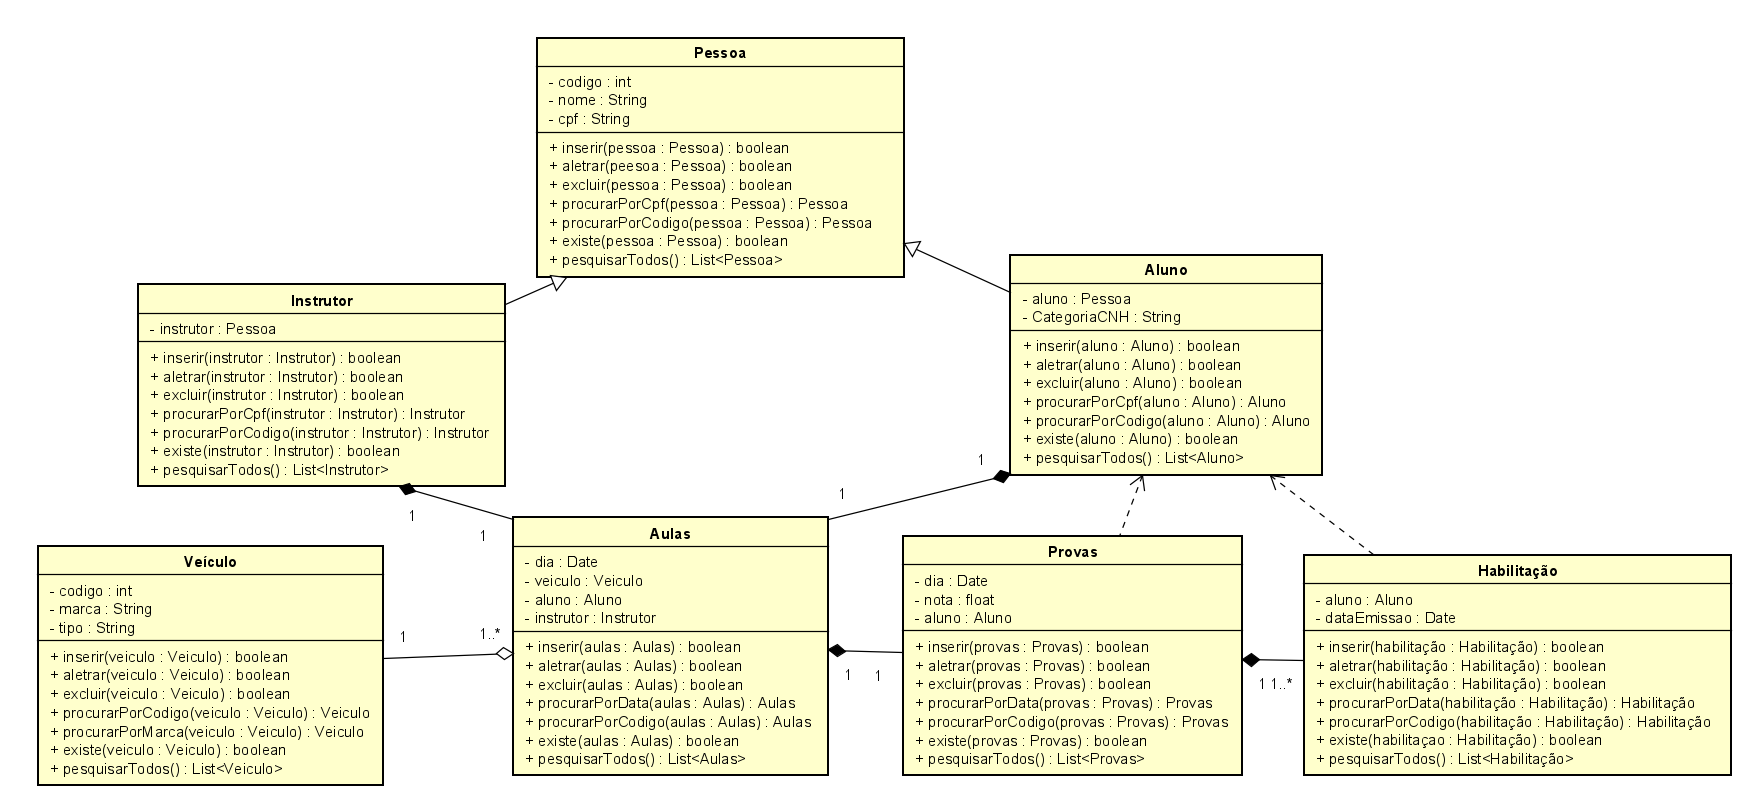 Pessoa
- codigo : int
- nome : String
- cpf : String
+ inserir(pessoa : Pessoa) : boolean
+ aletrar(peesoa : Pessoa) : boolean
+ excluir(pessoa : Pessoa) : boolean
+ procurarPorCpf(pessoa : Pessoa) : Pessoa
+ procurarPorCodigo(pessoa : Pessoa) : Pessoa
+ existe(pessoa : Pessoa) : boolean
+ pesquisarTodos() : List<Pessoa>
Instrutor
- instrutor : Pessoa
+ inserir(instrutor : Instrutor) : boolean
+ aletrar(instrutor : Instrutor) : boolean
+ excluir(instrutor : Instrutor) : boolean
+ procurarPorCpf(instrutor : Instrutor) : Instrutor
+ procurarPorCodigo(instrutor : Instrutor) : Instrutor
+ existe(instrutor : Instrutor) : boolean
+ pesquisarTodos() : List<Instrutor>
Aluno
- aluno : Pessoa
- CategoriaCNH : String
+ inserir(aluno : Aluno) : boolean
+ aletrar(aluno : Aluno) : boolean
+ excluir(aluno : Aluno) : boolean
+ procurarPorCpf(aluno : Aluno) : Aluno
+ procurarPorCodigo(aluno : Aluno) : Aluno
+ existe(aluno : Aluno) : boolean
+ pesquisarTodos() : List<Aluno>
1
1
1
1
Veículo
- codigo : int
- marca : String
- tipo : String
+ inserir(veiculo : Veiculo) : boolean
+ aletrar(veiculo : Veiculo) : boolean
+ excluir(veiculo : Veiculo) : boolean
+ procurarPorCodigo(veiculo : Veiculo) : Veiculo
+ procurarPorMarca(veiculo : Veiculo) : Veiculo
+ existe(veiculo : Veiculo) : boolean
+ pesquisarTodos() : List<Veiculo>
1
1..*
Aulas
- dia : Date
- veiculo : Veiculo
- aluno : Aluno
- instrutor : Instrutor
+ inserir(aulas : Aulas) : boolean
+ aletrar(aulas : Aulas) : boolean
+ excluir(aulas : Aulas) : boolean
+ procurarPorData(aulas : Aulas) : Aulas
+ procurarPorCodigo(aulas : Aulas) : Aulas
+ existe(aulas : Aulas) : boolean
+ pesquisarTodos() : List<Aulas>
1
1
Provas
- dia : Date
- nota : float
- aluno : Aluno
+ inserir(provas : Provas) : boolean
+ aletrar(provas : Provas) : boolean
+ excluir(provas : Provas) : boolean
+ procurarPorData(provas : Provas) : Provas
+ procurarPorCodigo(provas : Provas) : Provas
+ existe(provas : Provas) : boolean
+ pesquisarTodos() : List<Provas>
1 1..*
Habilitação
- aluno : Aluno
- dataEmissao : Date
+ inserir(habilitação : Habilitação) : boolean
+ aletrar(habilitação : Habilitação) : boolean
+ excluir(habilitação : Habilitação) : boolean
+ procurarPorData(habilitação : Habilitação) : Habilitação
+ procurarPorCodigo(habilitação : Habilitação) : Habilitação
+ existe(habilitaçao : Habilitação) : boolean
+ pesquisarTodos() : List<Habilitação>